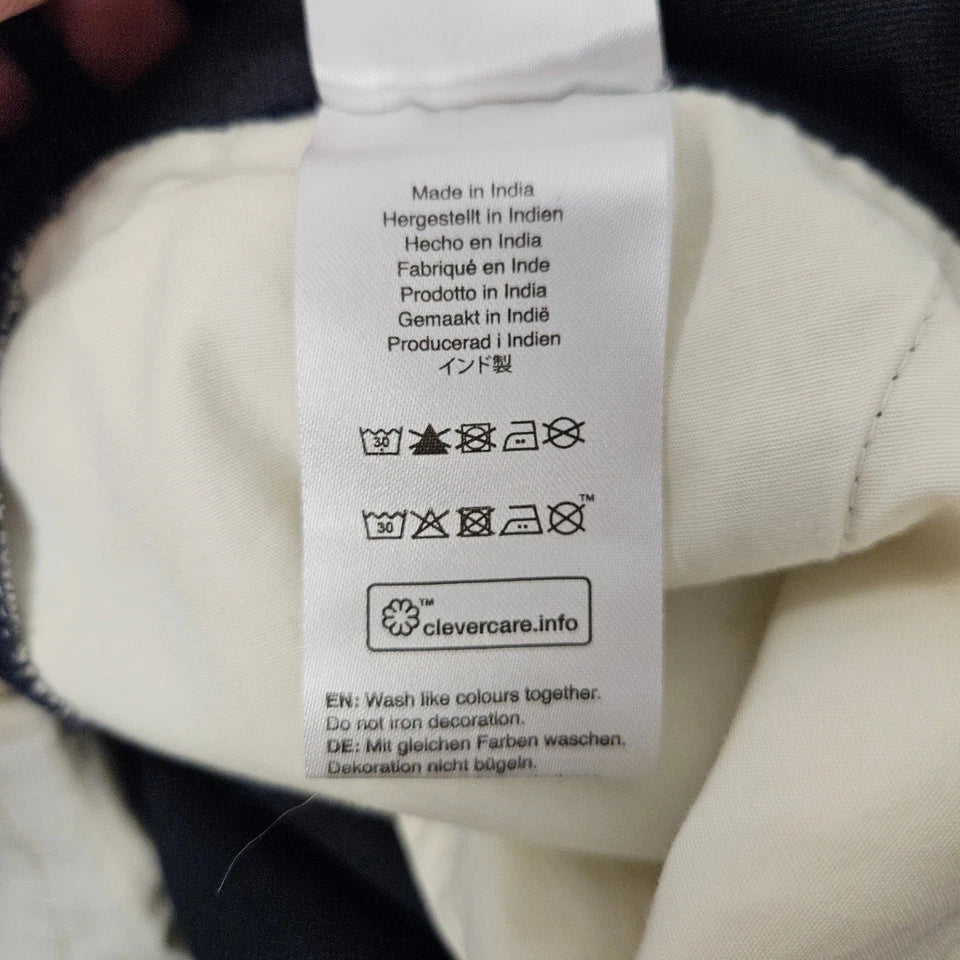 Made in India
Hergestellt in Indien
Hecho en India
Fabriqué en Inde
Prodotto in India
Gemaakt in Indië
Producerad i Indien
インド製
30
30
TM
TM
clevercare.info
EN: Wash like colours together.
Do not iron decoration.
DE: Mit gleichen Farben waschen.
Dekoration nicht bügeln.